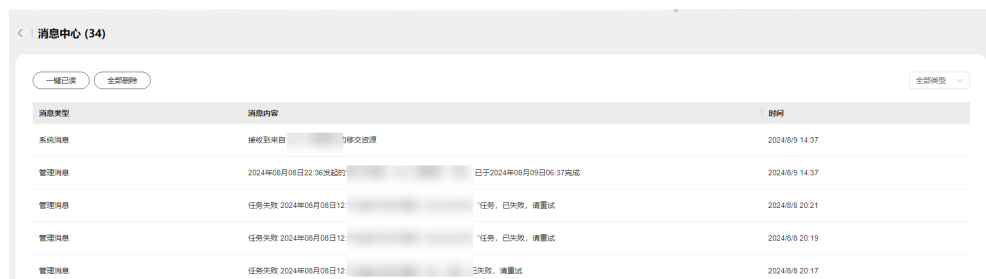 消息中心 (34)
一键已读 全部删除 全部类型
消息类型 消息内容 时间
系统消息 接收到来自 的移交资源 2024/8/9 14:37
管理消息 2024年08月08日22:36发起的 已于2024年08月09日06:37完成 2024/8/9 14:37
管理消息 任务失败 2024年08月08日12: "任务，已失败，请重试 2024/8/8 20:21
管理消息 任务失败 2024年08月08日12: "任务，已失败，请重试 2024/8/8 20:19
管理消息 任务失败 2024年08月08日12: 已失败，请重试 2024/8/8 20:17